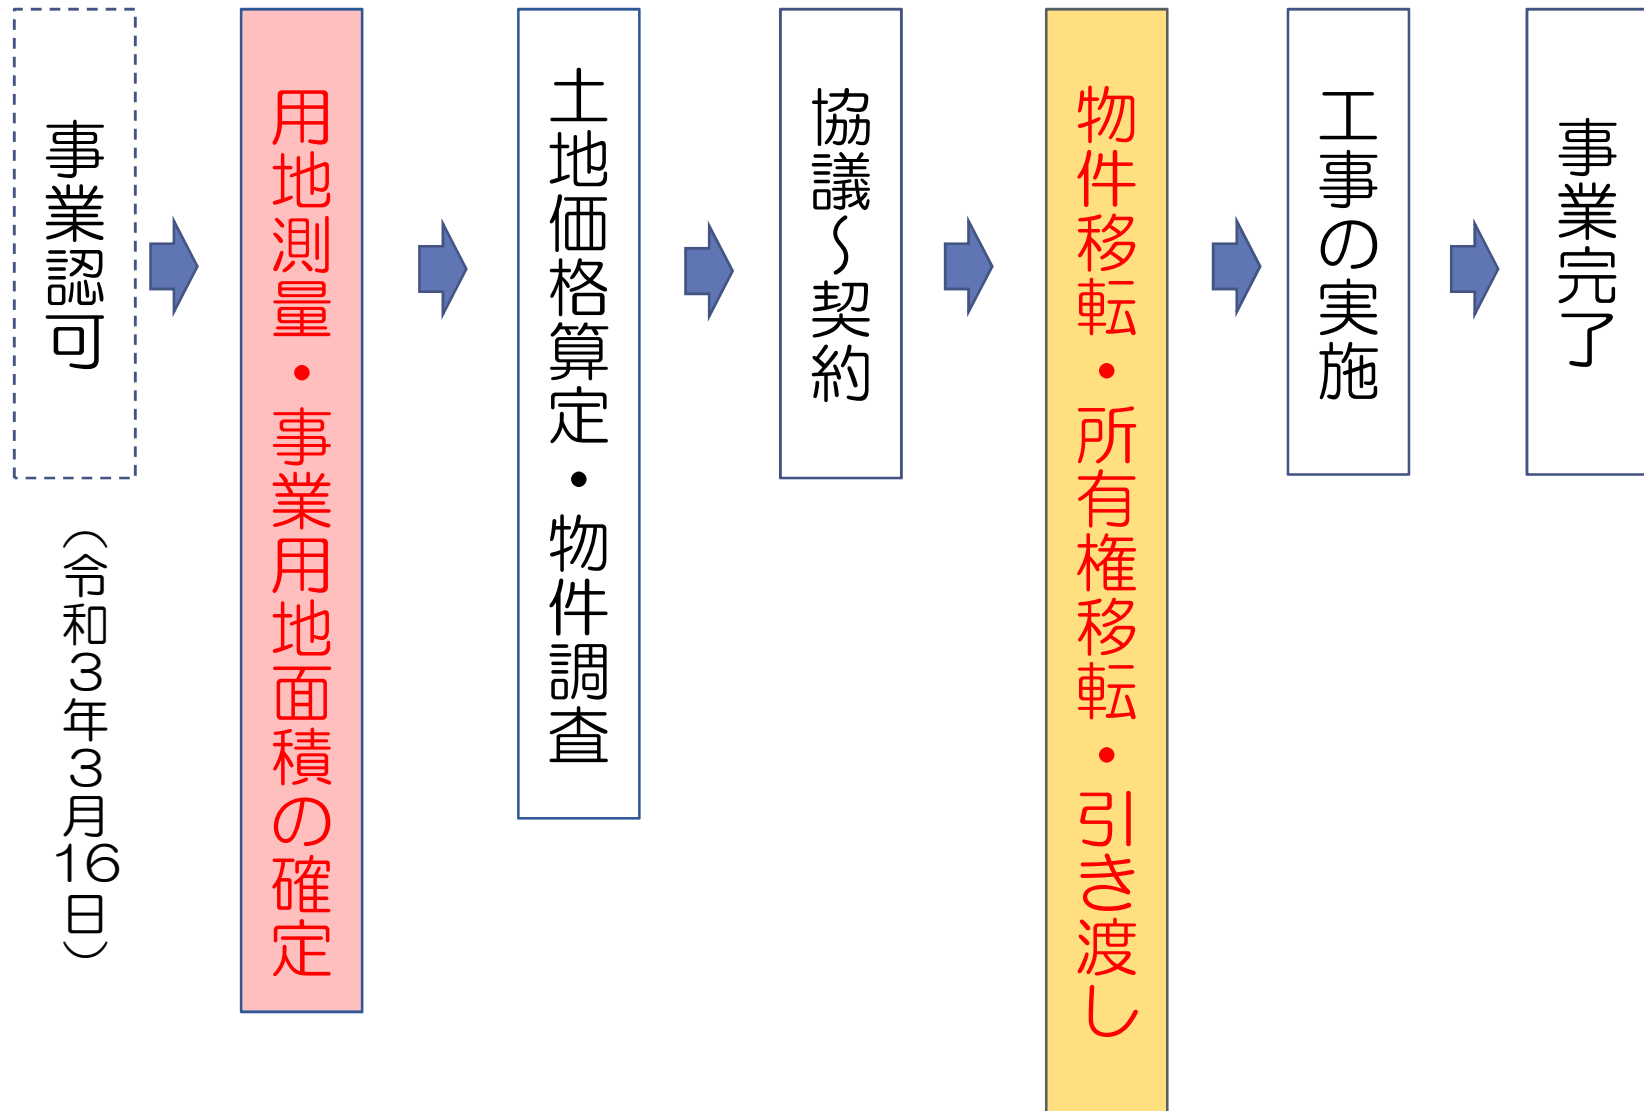 事業認可
（令和３年３月16日）
用地測量・事業用地面積の確定
土地価格算定・物件調査
協議～契約
物件移転・所有権移転・引き渡し
工事の実施
事業完了